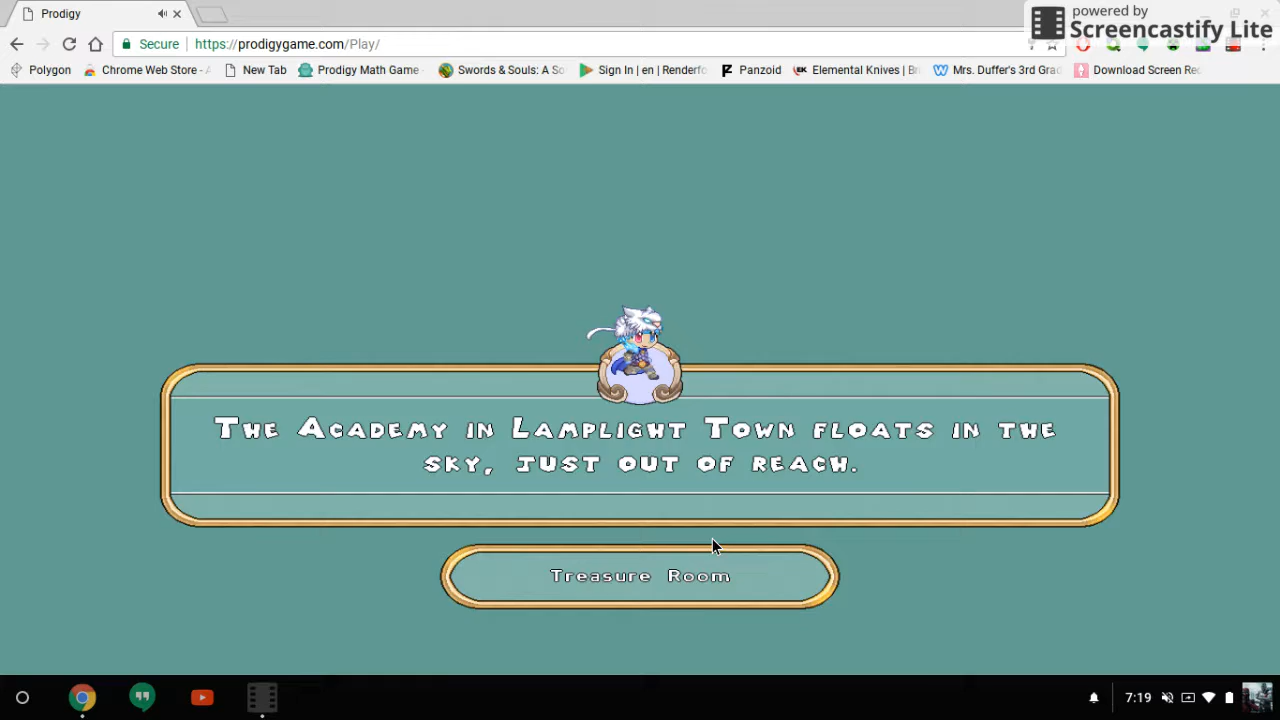 Prodigy
powered by
Screencastify Lite
Secure
https://prodigygame.com/Play/
Polygon
Chrome Web Store - A
New Tab
Prodigy Math Game
Swords & Souls: A So
Sign In | en | Renderfo
Panzoid
Elemental Knives | Br
Mrs. Duffer's 3rd Grad
Download Screen Rec
The Academy in Lamplight Town floats in the
sky, just out of reach.
Treasure Room
7:19